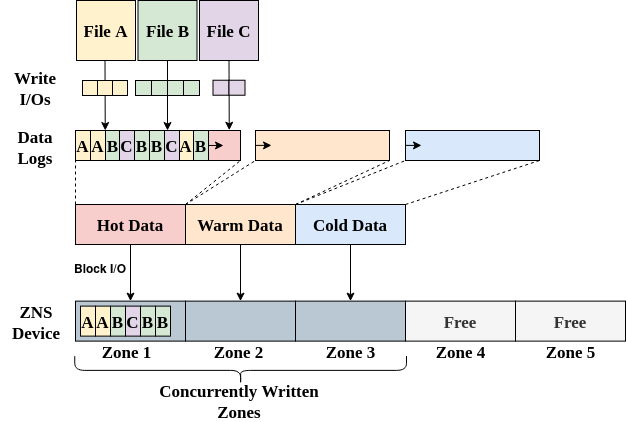 File A File B File C
Write
I/Os
Data
Logs
A A B C B B C A B
Hot Data Warm Data Cold Data
Block I/O
ZNS
Device
A A B C B B
Free Free
Zone 1 Zone 2 Zone 3 Zone 4 Zone 5
Concurrently Written
Zones